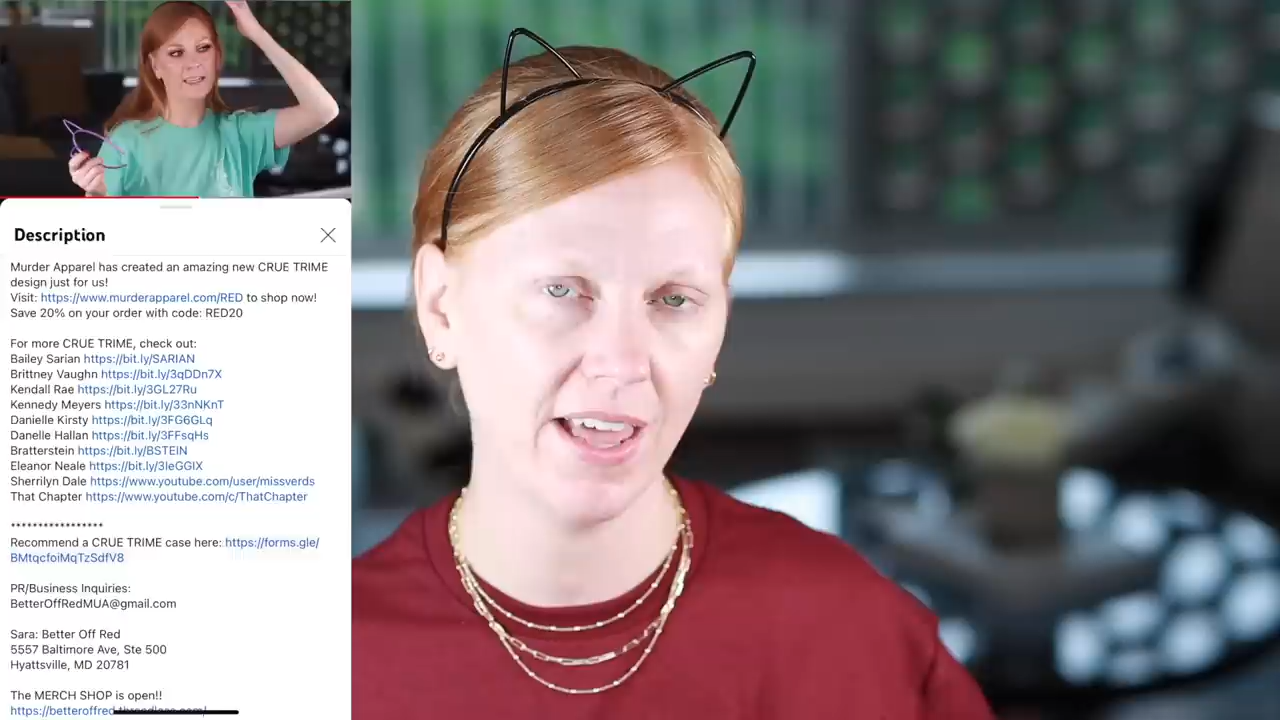 Description
Murder Apparel has created an amazing new CRUE TRIME
design just for us!
Visit: https://www.murderapparel.com/RED to shop now!
Save 20% on your order with code: RED20
For more CRUE TRIME, check out:
Bailey Sarian https://bit.ly/SARIAN
Brittney Vaughn https://bit.ly/3qDDn7X
Kendall Rae https://bit.ly/3GL27Ru
Kennedy Meyers https://bit.ly/33nNKnT
Danielle Kirsty https://bit.ly/3FG6GLq
Danelle Hallan https://bit.ly/3FFsqHs
Bratterstein https://bit.ly/BSTEIN
Eleanor Neale https://bit.ly/3IeGGIX
Sherrilyn Dale https://www.youtube.com/user/missverds
That Chapter https://www.youtube.com/c/ThatChapter
*****************
Recommend a CRUE TRIME case here: https://forms.gle/
BMtqcfoiMqTzSdfV8
PR/Business Inquiries:
BetterOffRedMUA@gmail.com
Sara: Better Off Red
5557 Baltimore Ave, Ste 500
Hyattsville, MD 20781
The MERCH SHOP is open!!
https://betteroffred